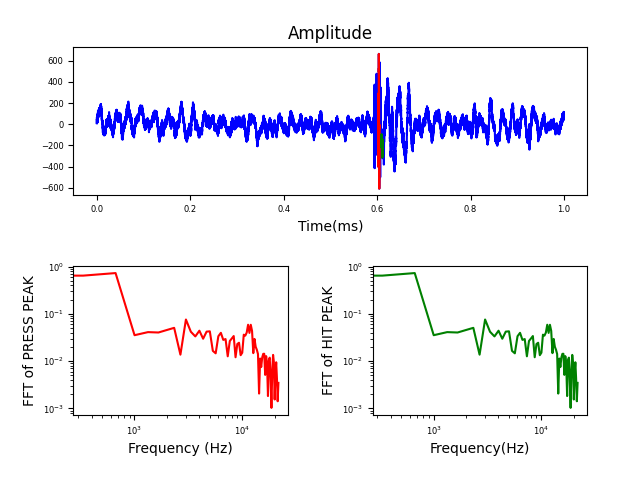 Amplitude
600
400
200
0
−200
−400
−600
0.0 0.2 0.4 0.6 0.8 1.0
Time(ms)
FFT of PRESS PEAK
10⁰
10⁻¹
10⁻²
10⁻³
10³ 10⁴
Frequency (Hz)
FFT of HIT PEAK
10⁰
10⁻¹
10⁻²
10⁻³
10³ 10⁴
Frequency(Hz)